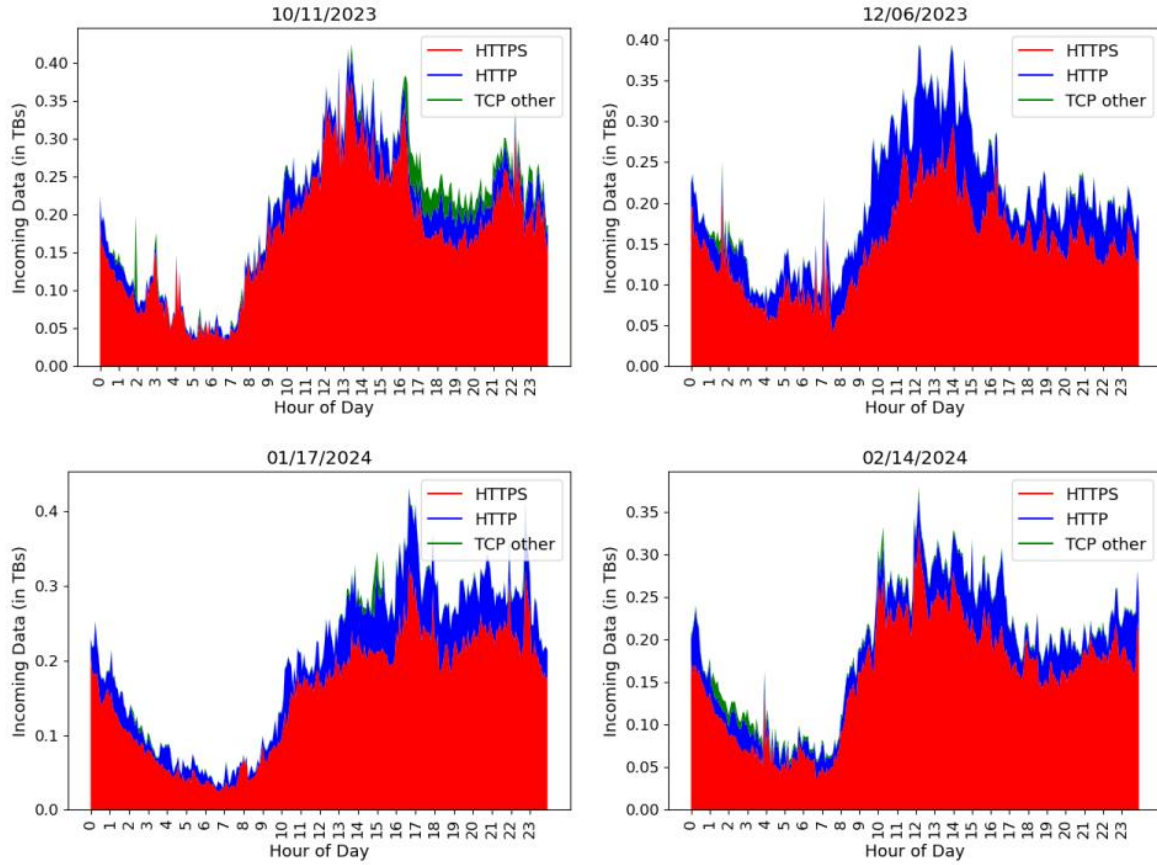 10/11/2023
Incoming Data (in TBs)
0.40
0.35
0.30
0.25
0.20
0.15
0.10
0.05
0.00
HTTPS
HTTP
TCP other
0 1 2 3 4 5 6 7 8 9 10 11 12 13 14 15 16 17 18 19 20 21 22 23
Hour of Day
12/06/2023
Incoming Data (in TBs)
0.40
0.35
0.30
0.25
0.20
0.15
0.10
0.05
0.00
HTTPS
HTTP
TCP other
0 1 2 3 4 5 6 7 8 9 10 11 12 13 14 15 16 17 18 19 20 21 22 23
Hour of Day
01/17/2024
Incoming Data (in TBs)
0.4
0.3
0.2
0.1
0.0
HTTPS
HTTP
TCP other
0 1 2 3 4 5 6 7 8 9 10 11 12 13 14 15 16 17 18 19 20 21 22 23
Hour of Day
02/14/2024
Incoming Data (in TBs)
0.35
0.30
0.25
0.20
0.15
0.10
0.05
0.00
HTTPS
HTTP
TCP other
0 1 2 3 4 5 6 7 8 9 10 11 12 13 14 15 16 17 18 19 20 21 22 23
Hour of Day